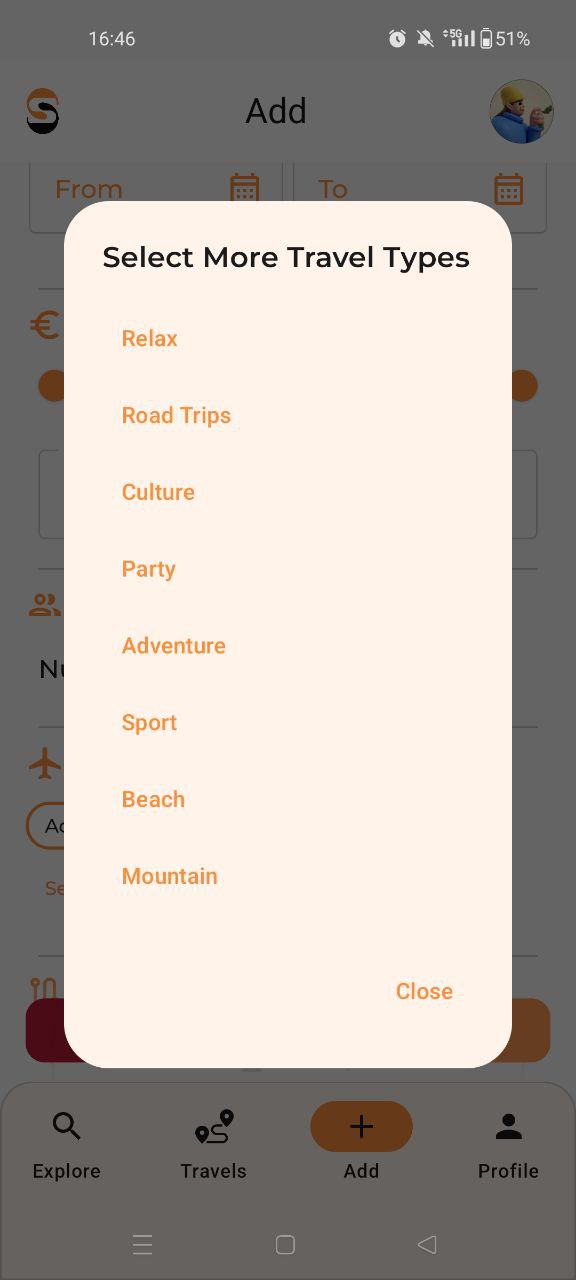 16:46
5G
51%
Add
From
To
Select More Travel Types
€
Relax
Road Trips
Culture
Party
Adventure
Sport
Beach
Mountain
Close
Explore
Travels
Add
Profile